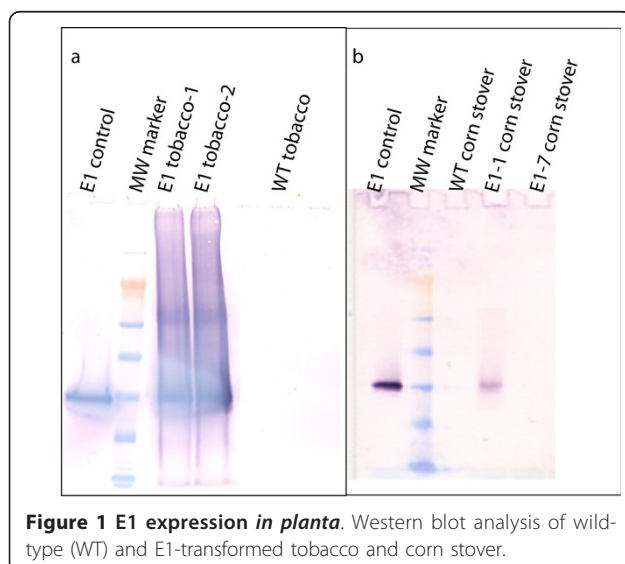 a
E1 control
MW marker
E1 tobacco-1
E1 tobacco-2
WT tobacco
b
E1 control
MW marker
WT corn stover
E1-1 corn stover
E1-7 corn stover
Figure 1 E1 expression in planta. Western blot analysis of wild-
type (WT) and E1-transformed tobacco and corn stover.